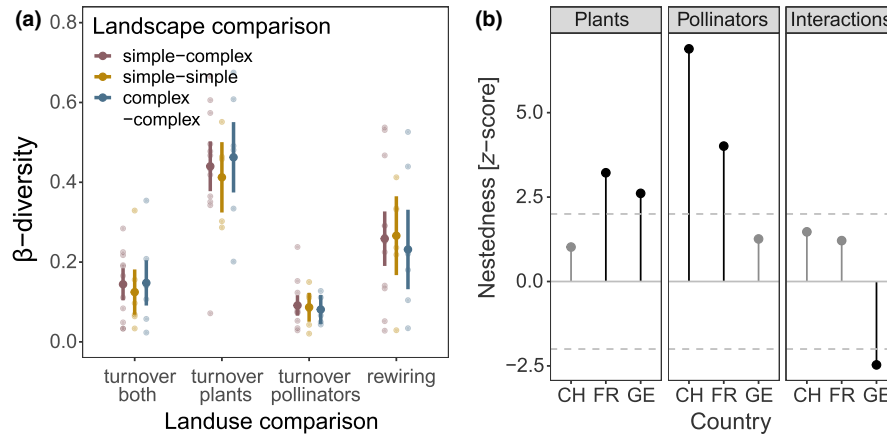 (a)
Landscape comparison
simple−complex
simple−simple
complex
−complex
β−diversity
0.8
0.6
0.4
0.2
0.0
turnover both
turnover plants
turnover pollinators
rewiring
Landuse comparison
(b)
Plants
Pollinators
Interactions
Nestedness [z−score]
5.0
2.5
0.0
−2.5
CH FR GE
CH FR GE
CH FR GE
Country